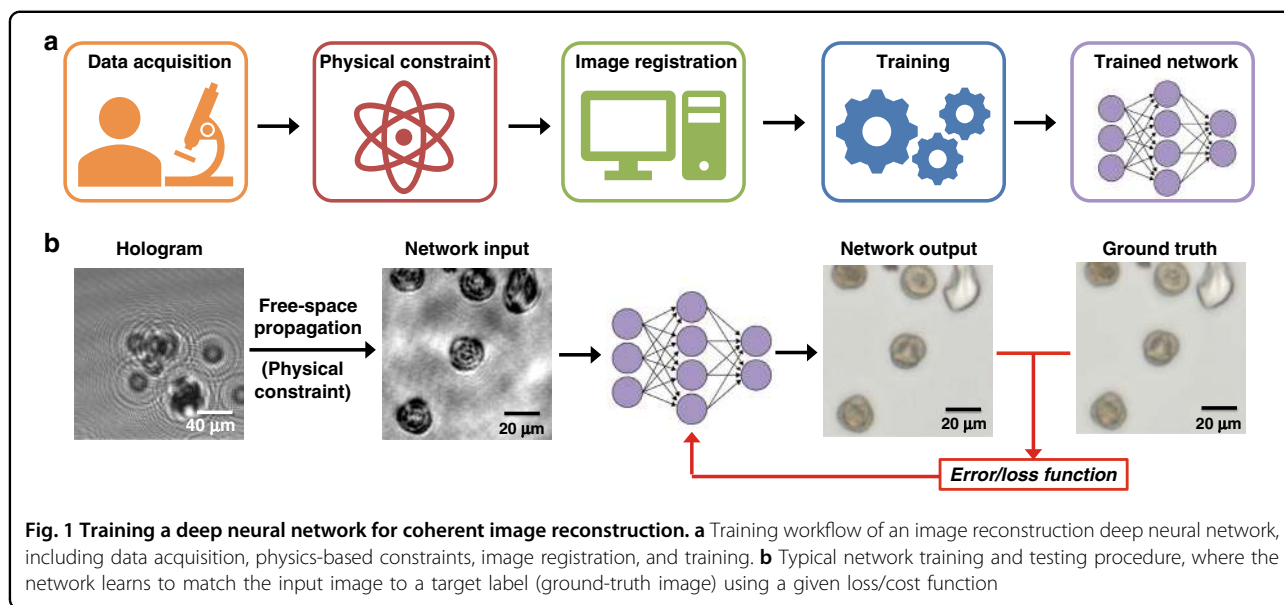 a
Data acquisition
Physical constraint
Image registration
Training
Trained network
b
Hologram
Network input
Network output
Ground truth
Free-space
propagation
(Physical
constraint)
40 μm
20 μm
20 μm
20 μm
Error/loss function
Fig. 1 Training a deep neural network for coherent image reconstruction. a Training workflow of an image reconstruction deep neural network,
including data acquisition, physics-based constraints, image registration, and training. b Typical network training and testing procedure, where the
network learns to match the input image to a target label (ground-truth image) using a given loss/cost function